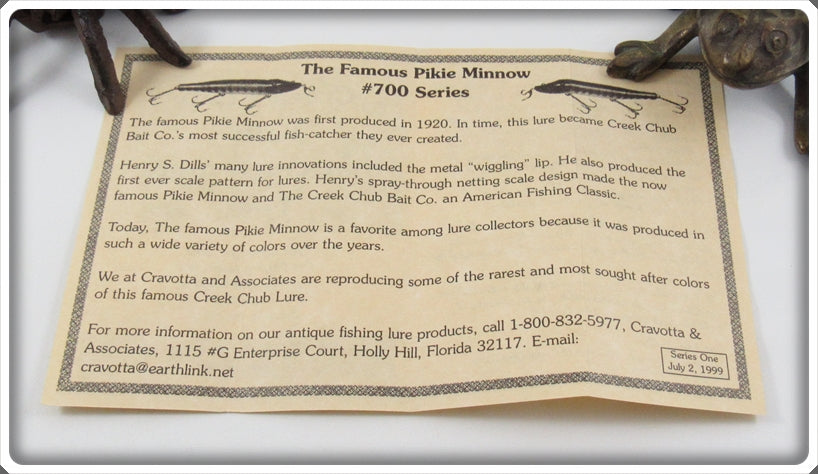 The Famous Pikie Minnow
#700 Series
The famous Pikie Minnow was first produced in 1920. In time, this lure became Creek Chub
Bait Co.'s most successful fish-catcher they ever created.
Henry S. Dills' many lure innovations included the metal "wiggling" lip. He also produced the
first ever scale pattern for lures. Henry's spray-through netting scale design made the now
famous Pikie Minnow and The Creek Chub Bait Co. an American Fishing Classic.
Today, The famous Pikie Minnow is a favorite among lure collectors because it was produced in
such a wide variety of colors over the years.
We at Cravotta and Associates are reproducing some of the rarest and most sought after colors
of this famous Creek Chub Lure.
For more information on our antique fishing lure products, call 1-800-832-5977, Cravotta &
Associates, 1115 #G Enterprise Court, Holly Hill, Florida 32117. E-mail:
cravotta@earthlink.net
Series One
July 2, 1999